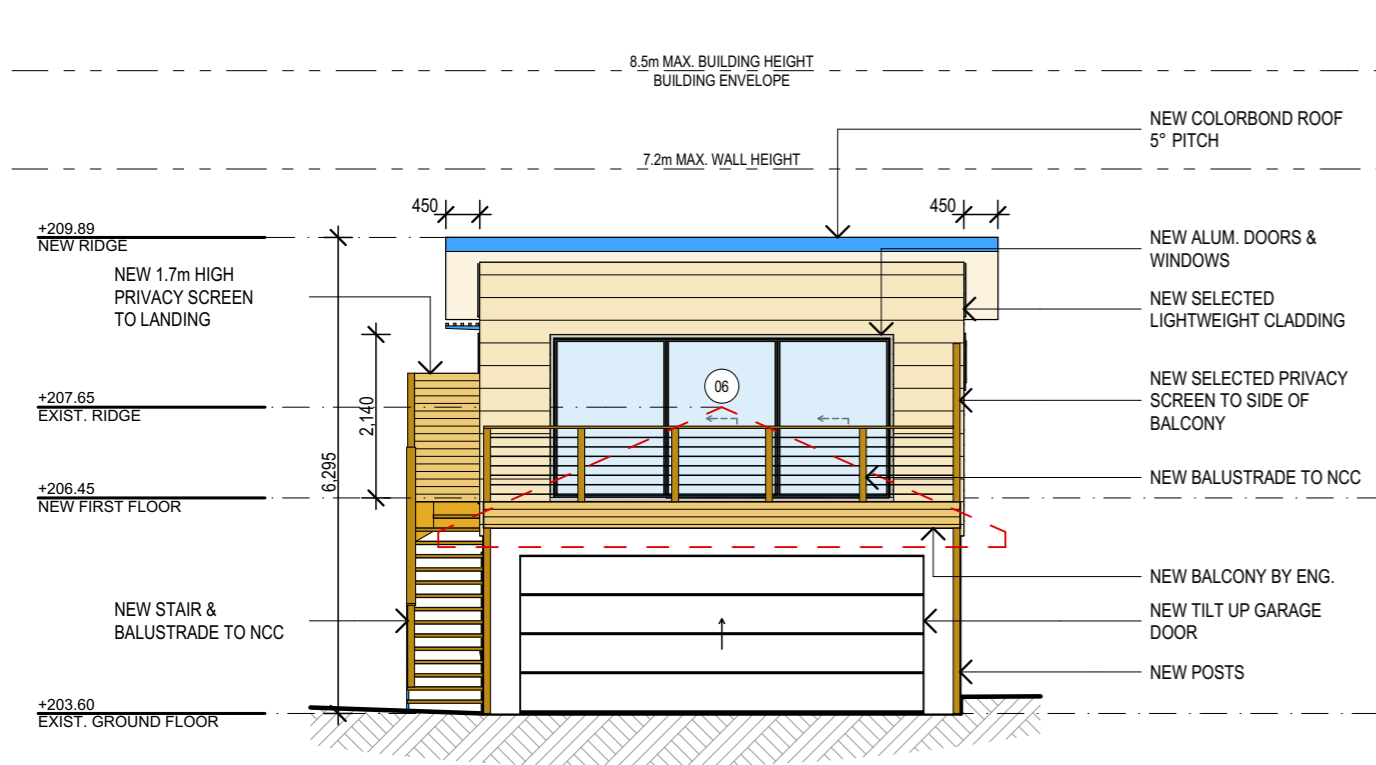 8.5m MAX. BUILDING HEIGHT
BUILDING ENVELOPE
NEW COLORBOND ROOF
5° PITCH
7.2m MAX. WALL HEIGHT
450
450
+209.89
NEW RIDGE
NEW ALUM. DOORS &
WINDOWS
NEW 1.7m HIGH
PRIVACY SCREEN
TO LANDING
NEW SELECTED
LIGHTWEIGHT CLADDING
06
NEW SELECTED PRIVACY
SCREEN TO SIDE OF
BALCONY
+207.65
EXIST. RIDGE
2,140
6,295
NEW BALUSTRADE TO NCC
+206.45
NEW FIRST FLOOR
NEW BALCONY BY ENG.
NEW STAIR &
BALUSTRADE TO NCC
NEW TILT UP GARAGE
DOOR
NEW POSTS
+203.60
EXIST. GROUND FLOOR